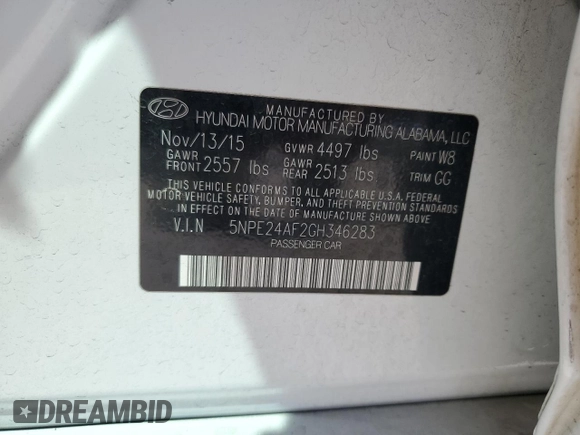 MANUFACTURED BY
HYUNDAI MOTOR MANUFACTURING ALABAMA, LLC
Nov/13/15 GVWR 4497 lbs PAINT W8
GAWR FRONT 2557 lbs GAWR REAR 2513 lbs TRIM GG
THIS VEHICLE CONFORMS TO ALL APPLICABLE U.S.A. FEDERAL
MOTOR VEHICLE SAFETY, BUMPER, AND THEFT PREVENTION STANDARDS
IN EFFECT ON THE DATE OF MANUFACTURE SHOWN ABOVE
V.I.N 5NPE24AF2GH346283
PASSENGER CAR
DREAMBID